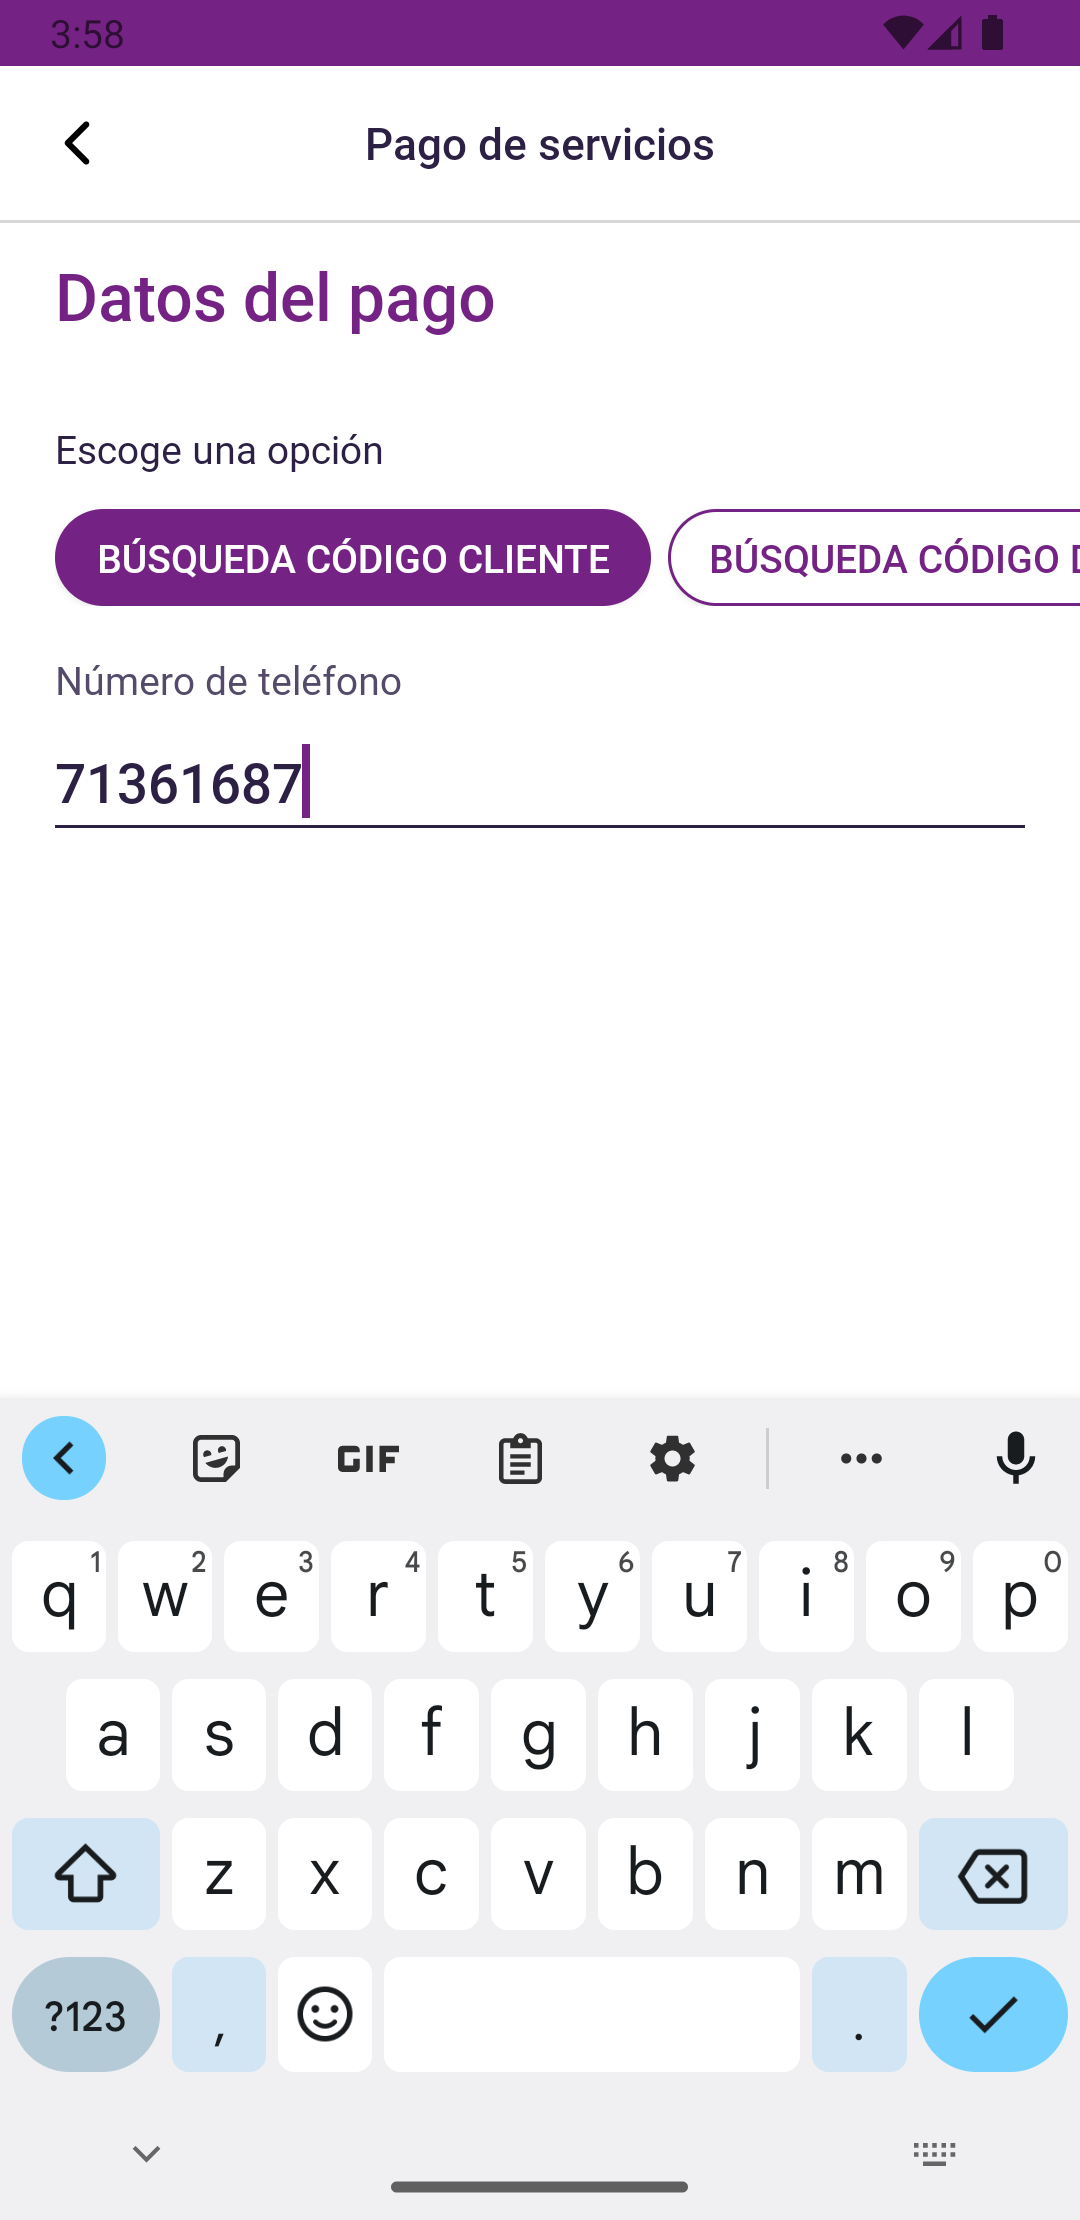 3:58
Pago de servicios
Datos del pago
Escoge una opción
BÚSQUEDA CÓDIGO CLIENTE
BÚSQUEDA CÓDIGO
Número de teléfono
71361687
GIF
1 2 3 4 5 6 7 8 9 0
q w e r t y u i o p
a s d f g h j k l
z x c v b n m
?123 , .